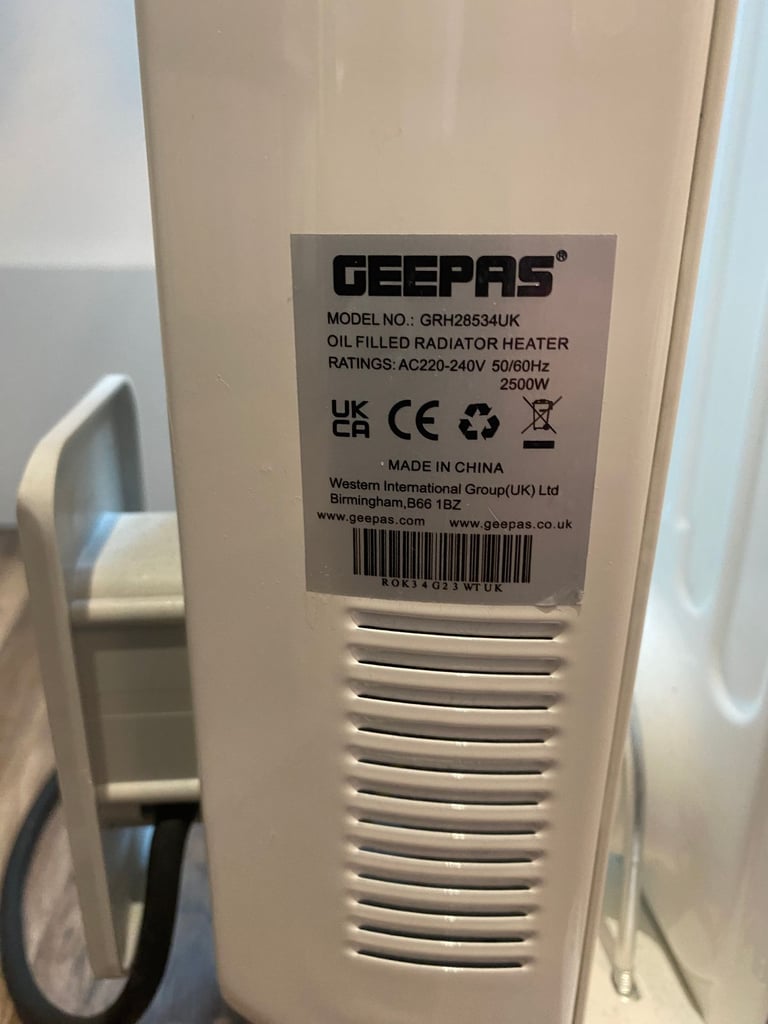 GEEPAS®
MODEL NO.: GRH28534UK
OIL FILLED RADIATOR HEATER
RATINGS: AC220-240V 50/60Hz
2500W
UK
CA CE
MADE IN CHINA
Western International Group(UK) Ltd
Birmingham,B66 1BZ
www.geepas.com www.geepas.co.uk
ROK34G23WTUK